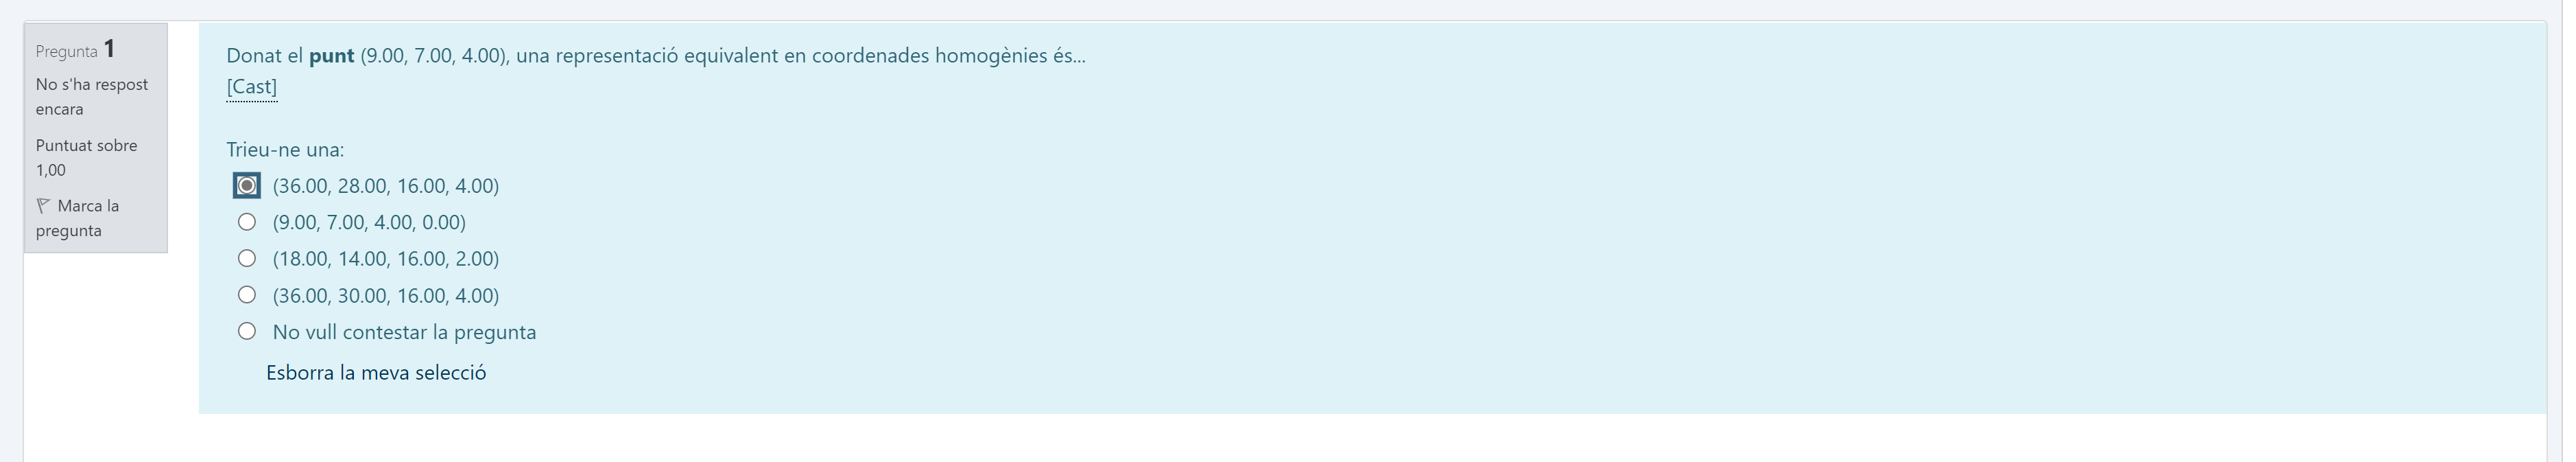 Pregunta 1
No s'ha respost
encara
Puntuat sobre
1,00
Marca la
pregunta
Donat el punt (9.00, 7.00, 4.00), una representació equivalent en coordenades homogènies és...
[Cast]
Trieu-ne una:
(36.00, 28.00, 16.00, 4.00)
(9.00, 7.00, 4.00, 0.00)
(18.00, 14.00, 16.00, 2.00)
(36.00, 30.00, 16.00, 4.00)
No vull contestar la pregunta
Esborra la meva selecció